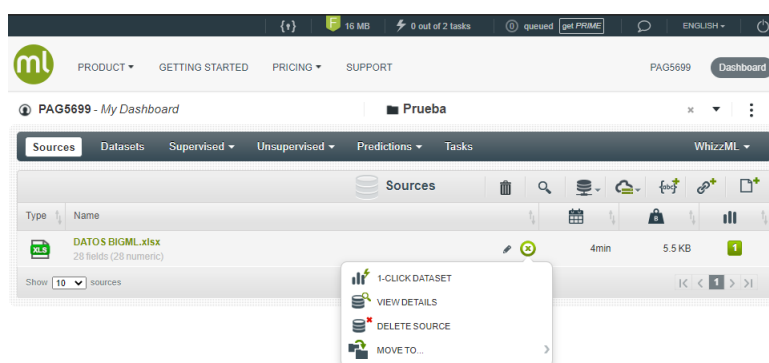 {↑} F 16 MB 0 out of 2 tasks 0 queued get PRIME ENGLISH
ml PRODUCT GETTING STARTED PRICING SUPPORT PAG5699 Dashboard
PAG5699 - My Dashboard Prueba
Sources Datasets Supervised Unsupervised Predictions Tasks WhizzML
Sources {abc}
Type Name
XLS DATOS BIGML.xlsx 4min 5.5 KB 1
28 fields (28 numeric)
Show 10 sources 1
1-CLICK DATASET
VIEW DETAILS
DELETE SOURCE
MOVE TO...